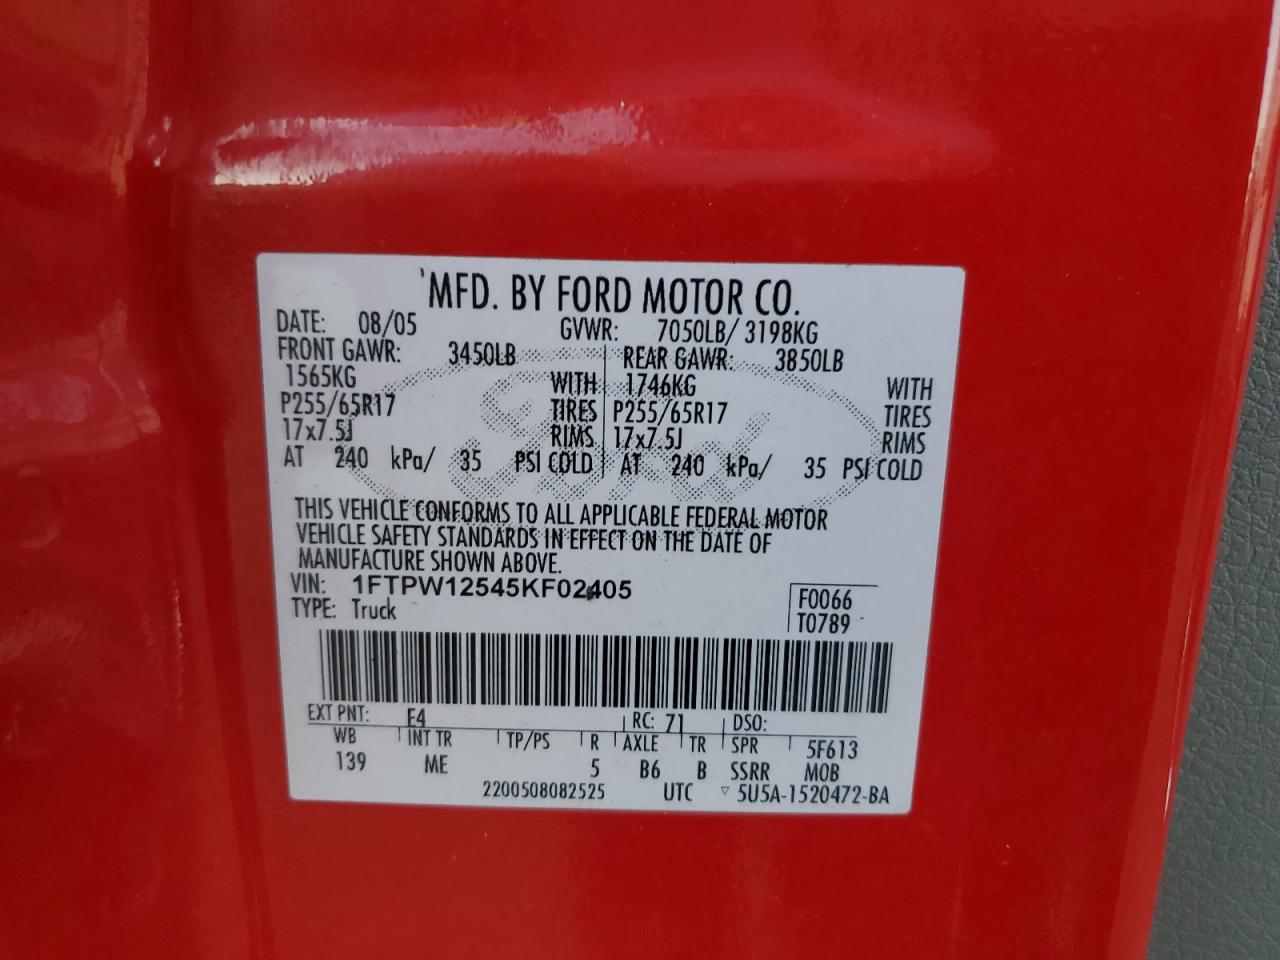 MFD. BY FORD MOTOR CO.
DATE: 08/05 GVWR: 7050LB/ 3198KG
FRONT GAWR: 3450LB REAR GAWR: 3850LB
1565KG WITH 1746KG WITH
P255/65R17 TIRES P255/65R17 TIRES
17x7.5J RIMS 17x7.5J RIMS
AT 240 kPa/ 35 PSI COLD AT 240 kPa/ 35 PSI COLD
Ford
THIS VEHICLE CONFORMS TO ALL APPLICABLE FEDERAL MOTOR
VEHICLE SAFETY STANDARDS IN EFFECT ON THE DATE OF
MANUFACTURE SHOWN ABOVE.
VIN: 1FTPW12545KF02405
TYPE: Truck
F0066
T0789
EXT PNT: E4 RC: 71 DSO:
WB INT TR TP/PS R AXLE TR SPR 5F613
139 ME 5 B6 B SSRR MOB
2200508082525 UTC ▽ 5U5A-1520472-BA